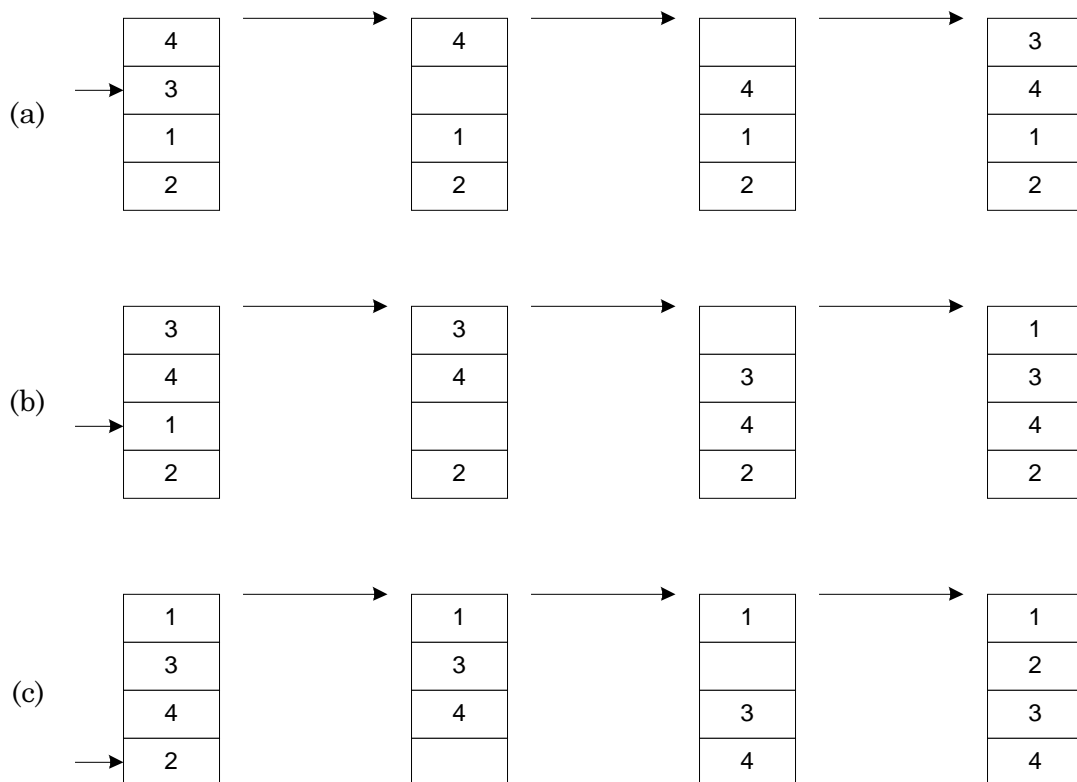 4 4 3
(a) 3 4 4
1 1 1 1
2 2 2 2
3 3 1
4 4 3 3
(b) 1 4 4
2 2 2 2
1 1 1 1
3 3 2
(c) 4 4 3 3
2 4 4